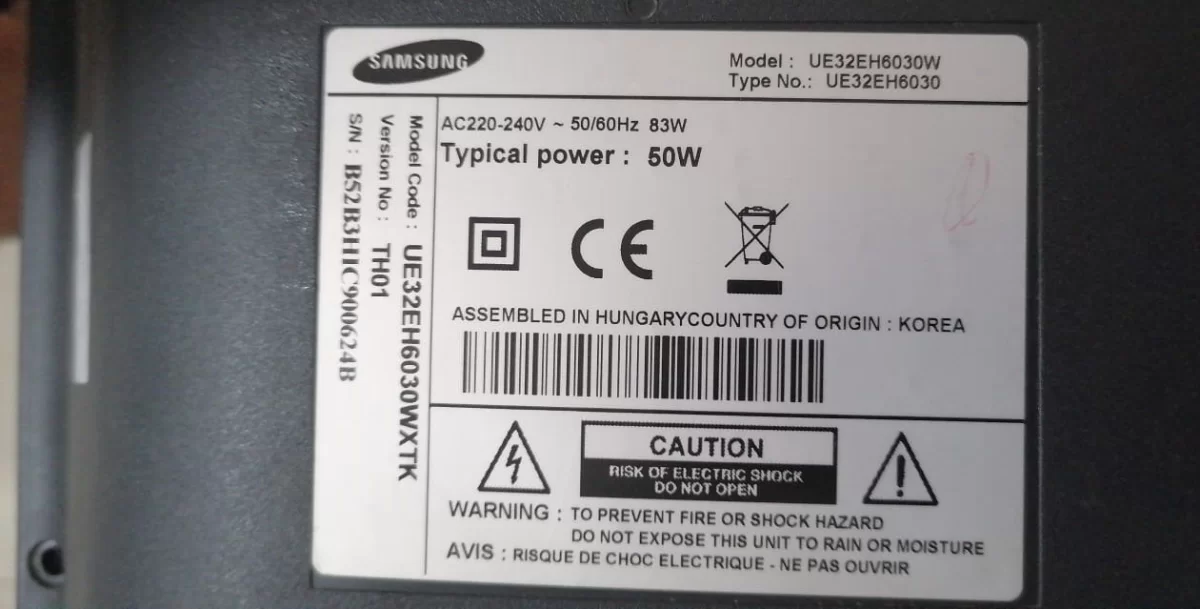 SAMSUNG
Model : UE32EH6030W
Type No.: UE32EH6030
AC220-240V ~ 50/60Hz 83W
Typical power : 50W
Model Code : UE32EH6030WXTK
Version No : TH01
S/N : B52B3HIC900624B
CE
ASSEMBLED IN HUNGARYCOUNTRY OF ORIGIN : KOREA
CAUTION
RISK OF ELECTRIC SHOCK
DO NOT OPEN
WARNING : TO PREVENT FIRE OR SHOCK HAZARD
DO NOT EXPOSE THIS UNIT TO RAIN OR MOISTURE
AVIS : RISQUE DE CHOC ELECTRIQUE - NE PAS OUVRIR